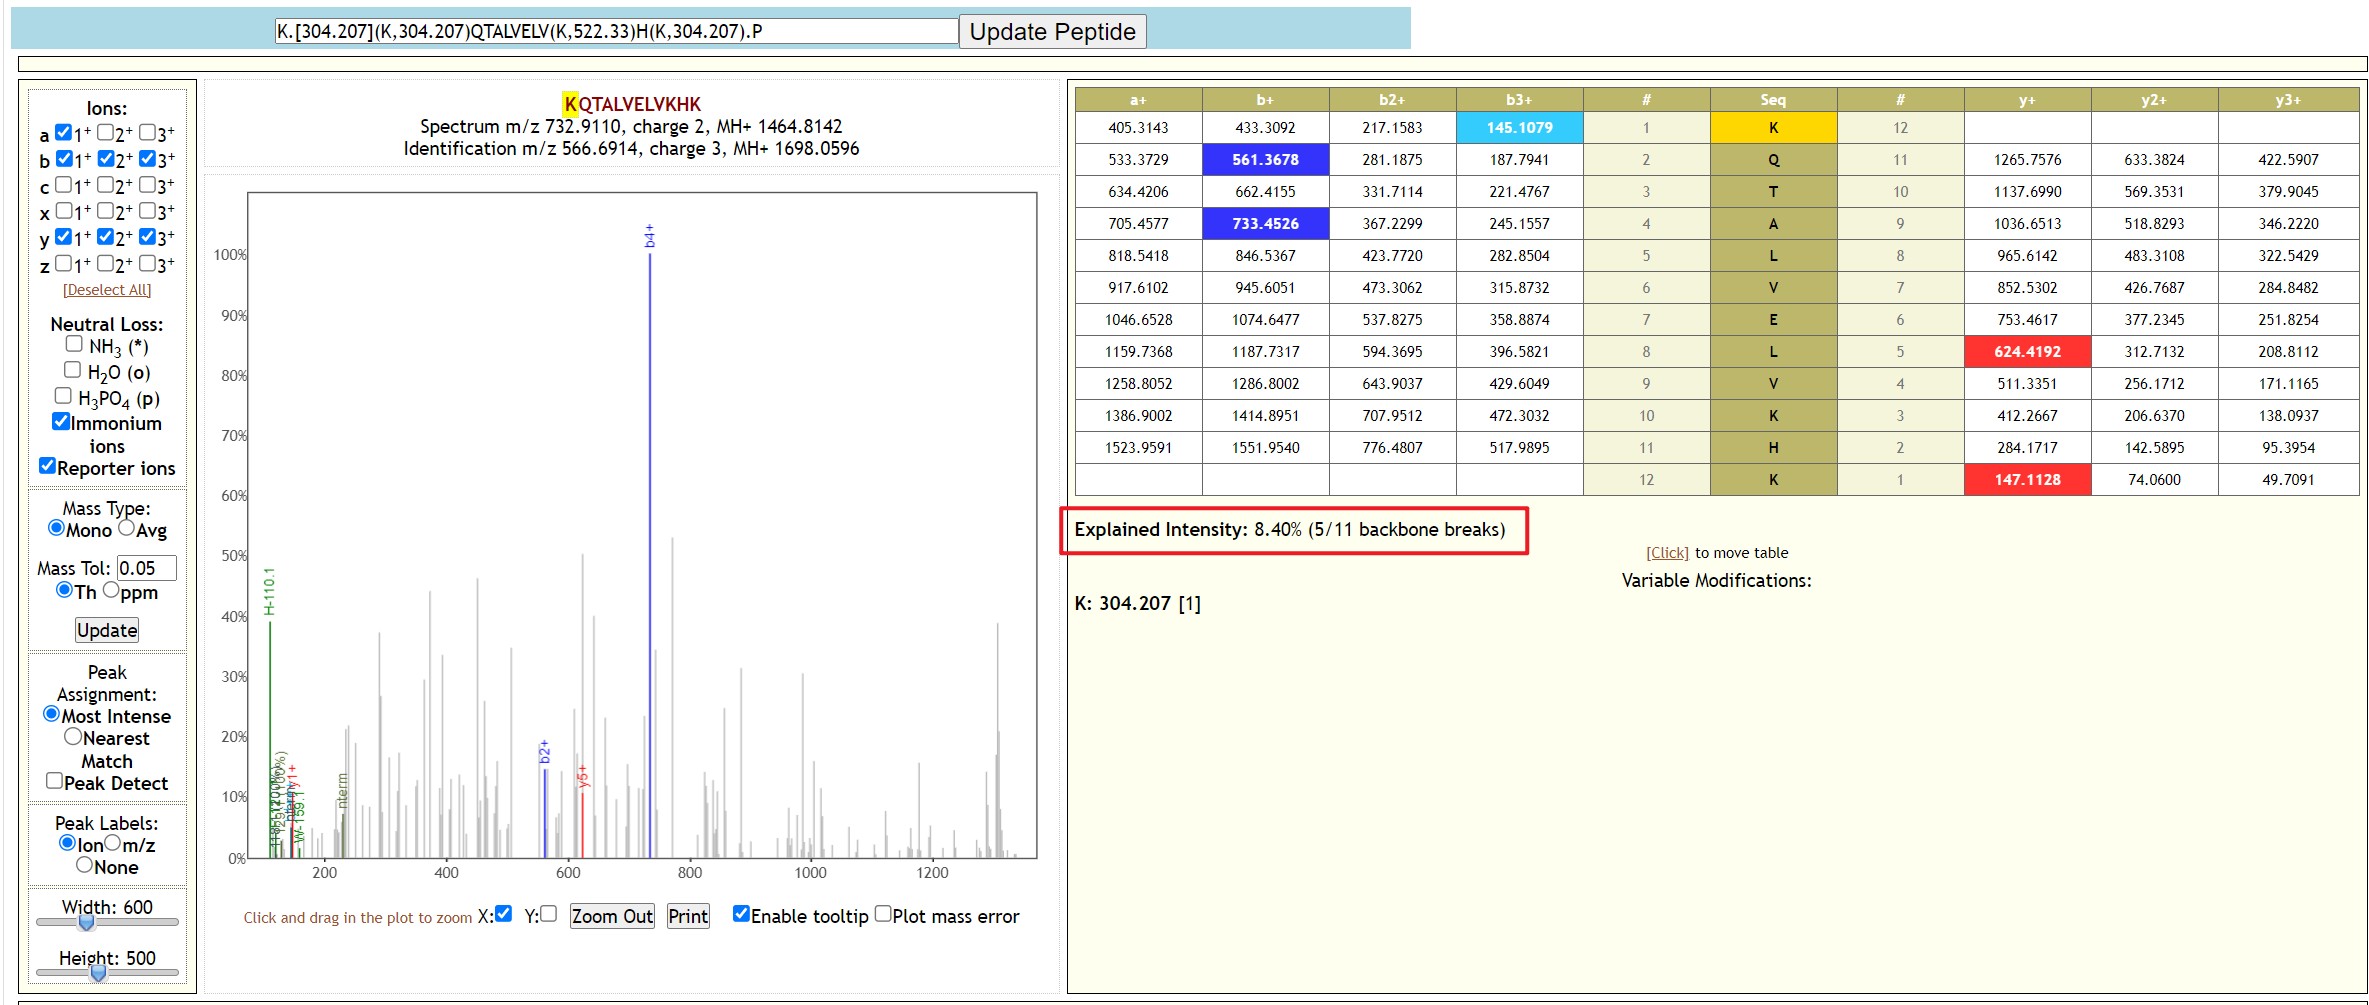 K.[304.207](K,304.207)QTALVELV(K,522.33)H(K,304.207).P
Update Peptide
Ions:
a 1+ 2+ 3+
b 1+ 2+ 3+
c 1+ 2+ 3+
x 1+ 2+ 3+
y 1+ 2+ 3+
z 1+ 2+ 3+
[Deselect All]
Neutral Loss:
NH3 (*)
H2O (o)
H3PO4 (p)
Immonium
ions
Reporter ions
Mass Type:
Mono Avg
Mass Tol: 0.05
Th ppm
Update
Peak
Assignment:
Most Intense
Nearest
Match
Peak Detect
Peak Labels:
Ion m/z
None
Width: 600
Height: 500
KQTALVELVKHK
Spectrum m/z 732.9110, charge 2, MH+ 1464.8142
Identification m/z 566.6914, charge 3, MH+ 1698.0596
100%
90%
80%
70%
60%
50%
40%
30%
20%
10%
0%
200 400 600 800 1000 1200
H-110.1
y1+
W-159.1
nterm
b2+
y5+
b4+
Click and drag in the plot to zoom X: Y: Zoom Out Print Enable tooltip Plot mass error
a+ b+ b2+ b3+ # Seq # y+ y2+ y3+
405.3143 433.3092 217.1583 145.1079 1 K 12
533.3729 561.3678 281.1875 187.7941 2 Q 11 1265.7576 633.3824 422.5907
634.4206 662.4155 331.7114 221.4767 3 T 10 1137.6990 569.3531 379.9045
705.4577 733.4526 367.2299 245.1557 4 A 9 1036.6513 518.8293 346.2220
818.5418 846.5367 423.7720 282.8504 5 L 8 965.6142 483.3108 322.5429
917.6102 945.6051 473.3062 315.8732 6 V 7 852.5302 426.7687 284.8482
1046.6528 1074.6477 537.8275 358.8874 7 E 6 753.4617 377.2345 251.8254
1159.7368 1187.7317 594.3695 396.5821 8 L 5 624.4192 312.7132 208.8112
1258.8052 1286.8002 643.9037 429.6049 9 V 4 511.3351 256.1712 171.1165
1386.9002 1414.8951 707.9512 472.3032 10 K 3 412.2667 206.6370 138.0937
1523.9591 1551.9540 776.4807 517.9895 11 H 2 284.1717 142.5895 95.3954
12 K 1 147.1128 74.0600 49.7091
Explained Intensity: 8.40% (5/11 backbone breaks)
[Click] to move table
Variable Modifications:
K: 304.207 [1]